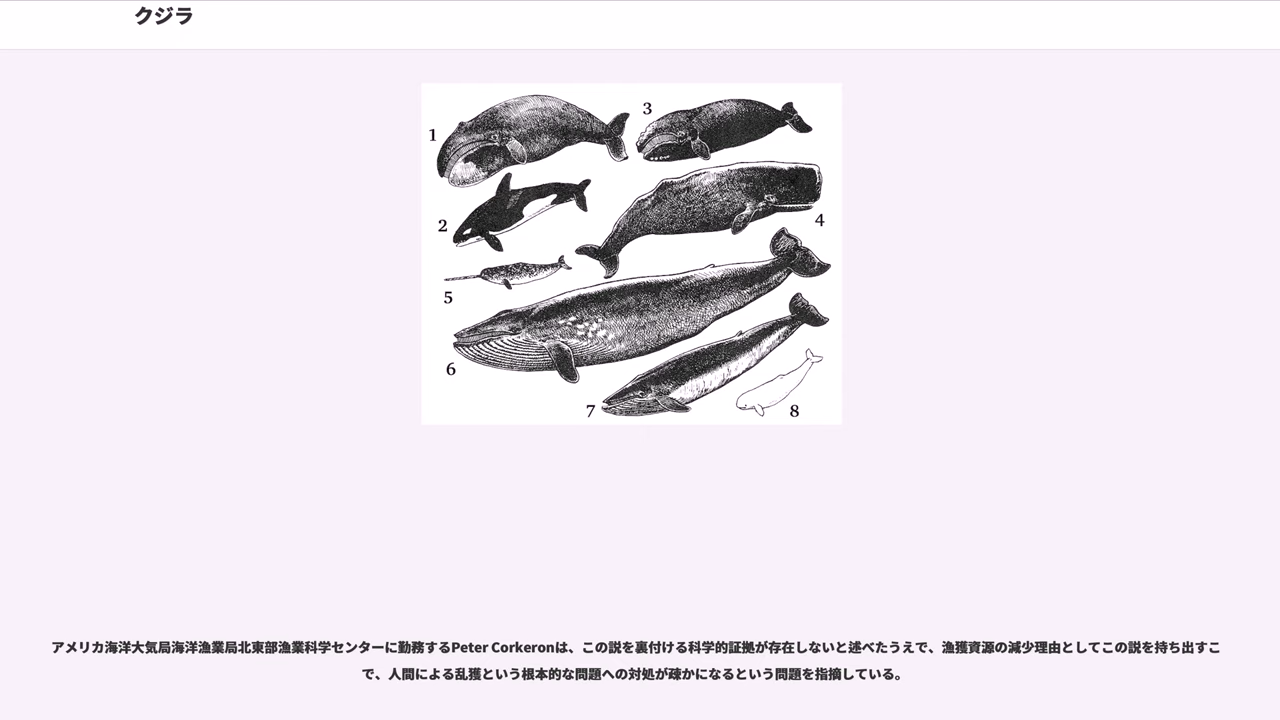 クジラ
1
3
2
4
5
6
7
8
アメリカ海洋大気局海洋漁業局北東部漁業科学センターに勤務するPeter Corkeronは、この説を裏付ける科学的証拠が存在しないと述べたうえで、漁獲資源の減少理由としてこの説を持ち出すこ
で、人間による乱獲という根本的な問題への対処が疎かになるという問題を指摘している。